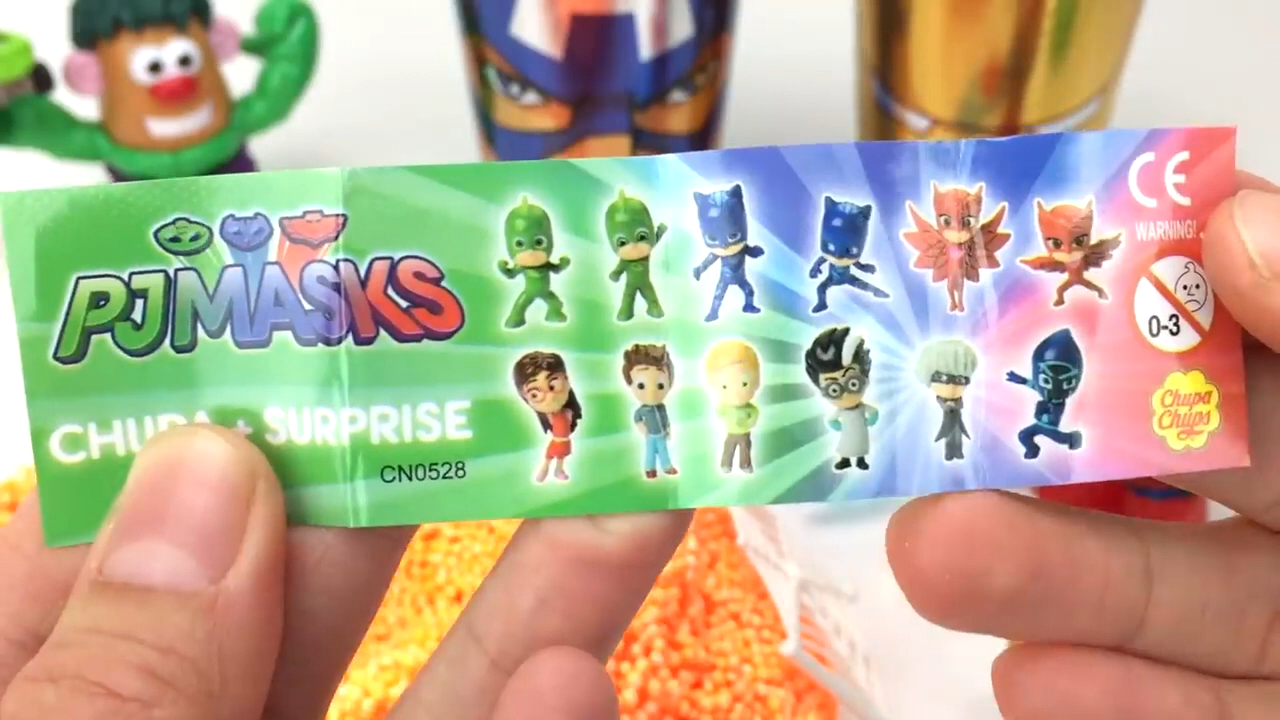 PJMASKS
+ SURPRISE
CN0528
CE
WARNING!
0-3
Chupa
Chups